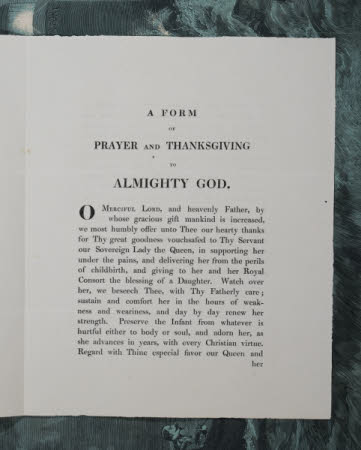 A FORM
OF
PRAYER AND THANKSGIVING
TO
ALMIGHTY GOD.
O MERCIFUL LORD, and heavenly Father, by
whose gracious gift mankind is increased,
we most humbly offer unto Thee our hearty thanks
for Thy great goodness vouchsafed to Thy Servant
our Sovereign Lady the Queen, in supporting her
under the pains, and delivering her from the perils
of childbirth, and giving to her and her Royal
Consort the blessing of a Daughter. Watch over
her, we beseech Thee, with Thy Fatherly care;
sustain and comfort her in the hours of weak-
ness and weariness, and day by day renew her
strength. Preserve the Infant from whatever is
hurtful either to body or soul, and adorn her, as
she advances in years, with every Christian virtue.
Regard with Thine especial favor our Queen and
her